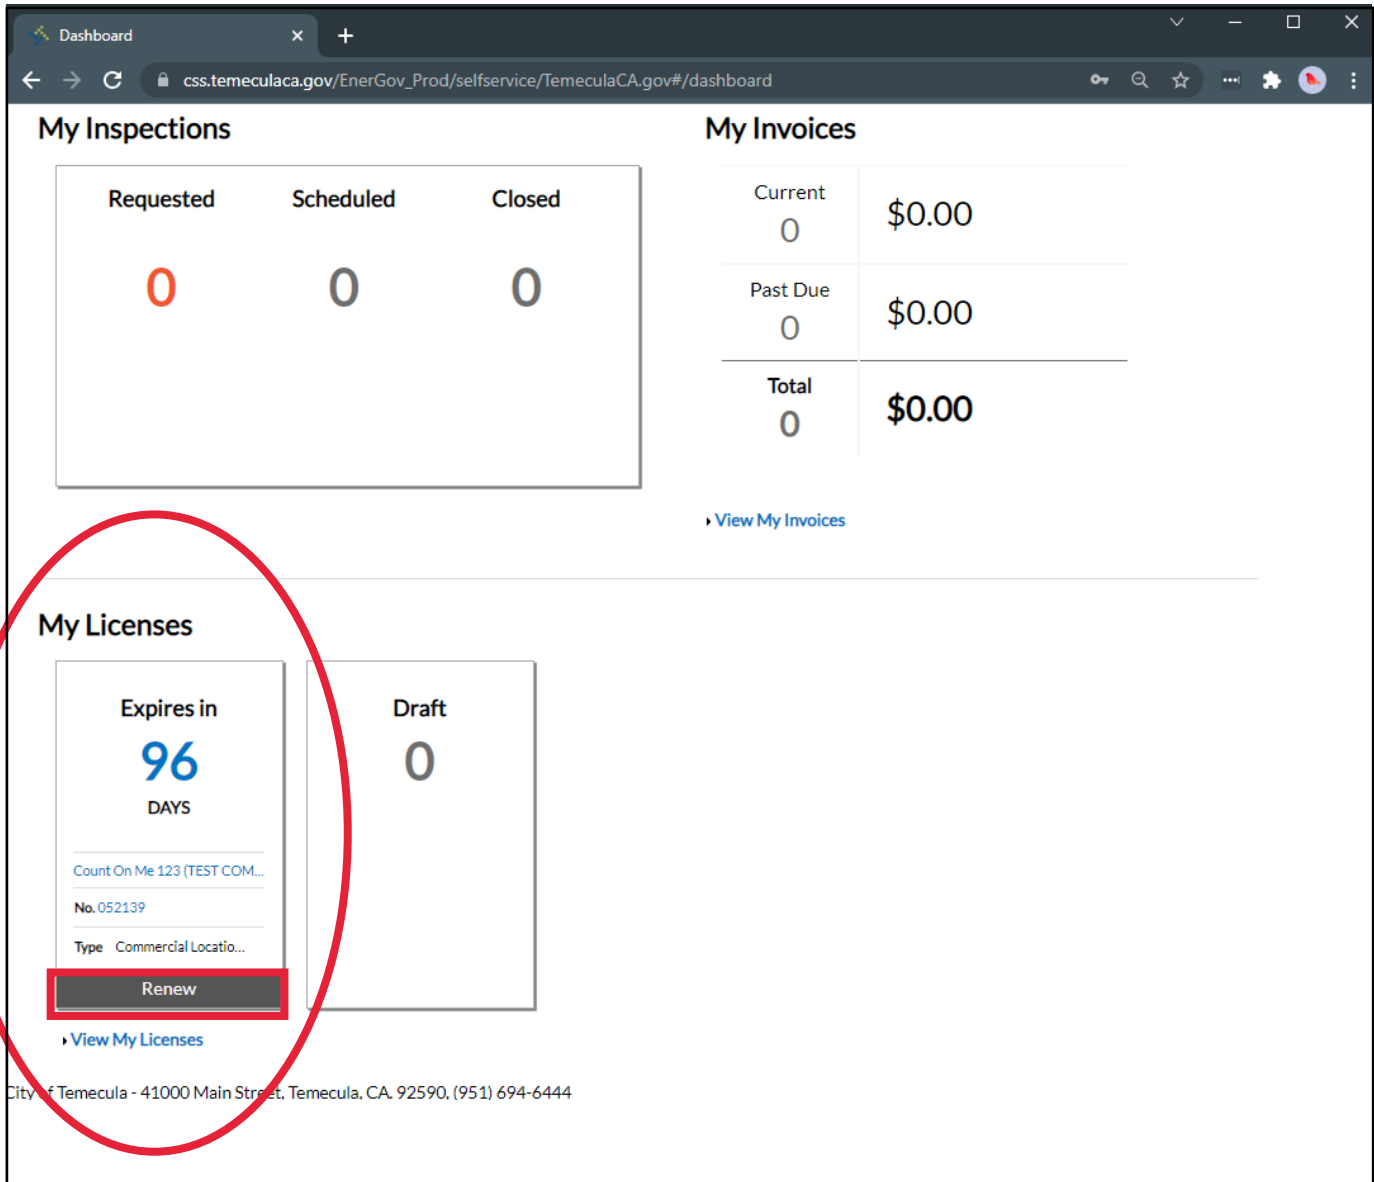 Dashboard
css.temeculaca.gov/EnerGov_Prod/selfservice/TemeculaCA.gov#/dashboard
My Inspections
Requested Scheduled Closed
0 0 0
My Invoices
Current
0
$0.00
Past Due
0
$0.00
Total
0
$0.00
View My Invoices
My Licenses
Expires in
96
DAYS
Count On Me 123 (TEST COM...
No. 052139
Type Commercial Locatio...
Renew
Draft
0
View My Licenses
City of Temecula - 41000 Main Street, Temecula, CA. 92590, (951) 694-6444